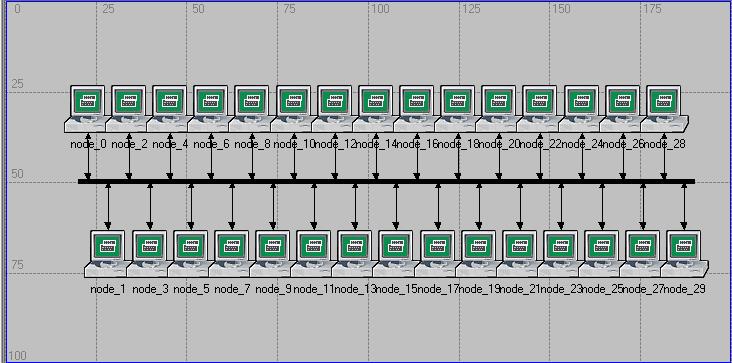 0 25 50 75 100 125 150 175
25
node_0 node_2 node_4 node_6 node_8 node_10 node_12 node_14 node_16 node_18 node_20 node_22 node_24 node_26 node_28
50
75
node_1 node_3 node_5 node_7 node_9 node_11 node_13 node_15 node_17 node_19 node_21 node_23 node_25 node_27 node_29
100